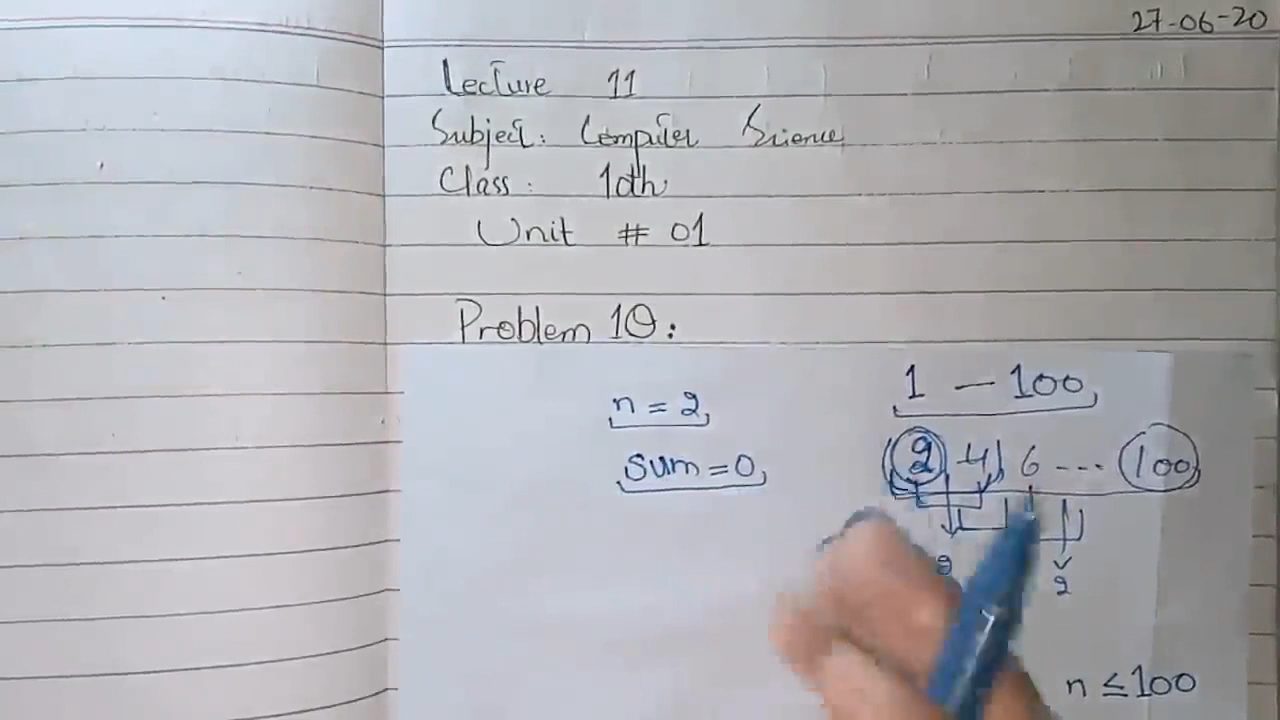 27-06-20
Lecture 11
Subject: Computer Science
Class: 10th
Unit # 01
Problem 10:
1 — 100
n = 2
2 4 6 --- 100
Sum = 0
2
2
n ≤ 100